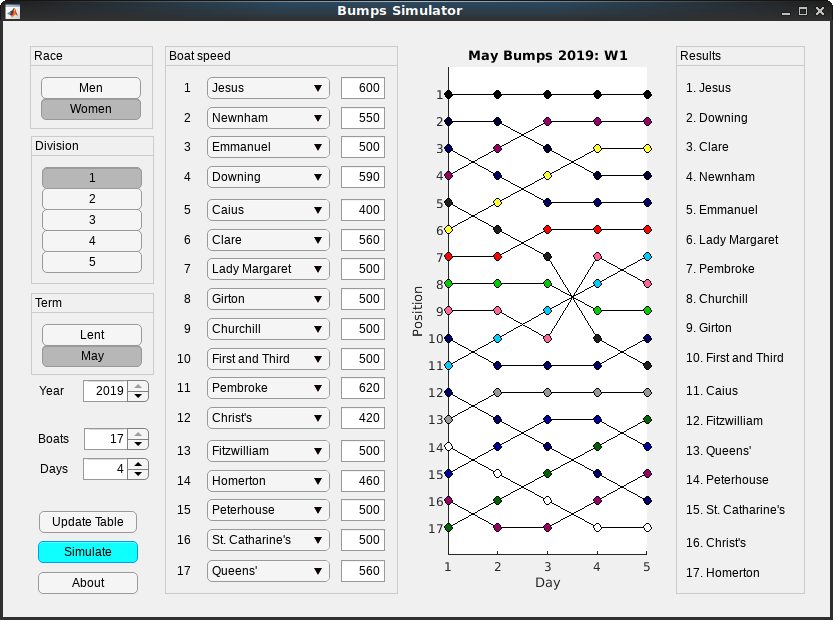 Bumps Simulator
Race
Men
Women
Division
1
2
3
4
5
Term
Lent
May
Year 2019
Boats 17
Days 4
Update Table
Simulate
About
Boat speed
1 Jesus 600
2 Newnham 550
3 Emmanuel 500
4 Downing 590
5 Caius 400
6 Clare 560
7 Lady Margaret 500
8 Girton 500
9 Churchill 500
10 First and Third 500
11 Pembroke 620
12 Christ's 420
13 Fitzwilliam 500
14 Homerton 460
15 Peterhouse 500
16 St. Catharine's 500
17 Queens' 560
May Bumps 2019: W1
Position
1
2
3
4
5
6
7
8
9
10
11
12
13
14
15
16
17
1 2 3 4 5
Day
Results
1. Jesus
2. Downing
3. Clare
4. Newnham
5. Emmanuel
6. Lady Margaret
7. Pembroke
8. Churchill
9. Girton
10. First and Third
11. Caius
12. Fitzwilliam
13. Queens'
14. Peterhouse
15. St. Catharine's
16. Christ's
17. Homerton